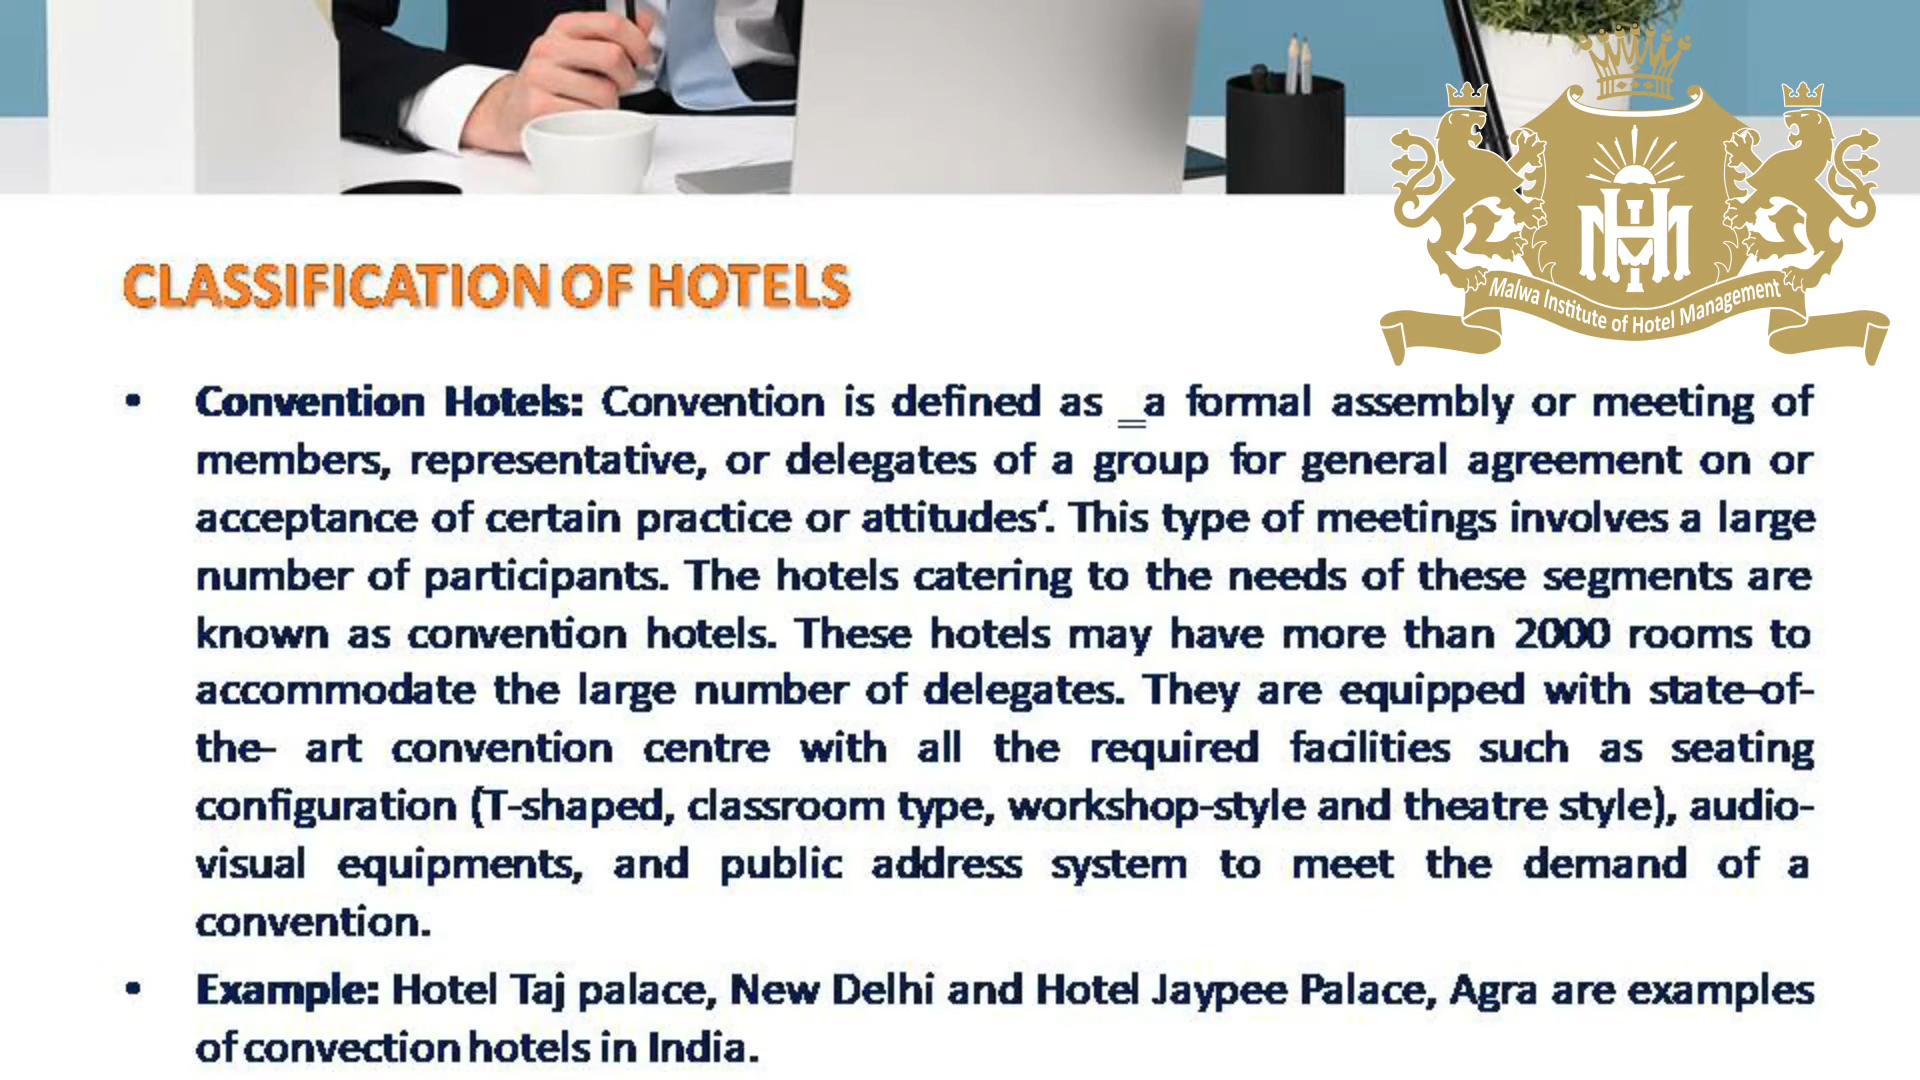 Malwa Institute of Hotel Management
CLASSIFICATION OF HOTELS
• Convention Hotels: Convention is defined as ‗a formal assembly or meeting of
members, representative, or delegates of a group for general agreement on or
acceptance of certain practice or attitudes‘. This type of meetings involves a large
number of participants. The hotels catering to the needs of these segments are
known as convention hotels. These hotels may have more than 2000 rooms to
accommodate the large number of delegates. They are equipped with state-of-
the- art convention centre with all the required facilities such as seating
configuration (T-shaped, classroom type, workshop-style and theatre style), audio-
visual equipments, and public address system to meet the demand of a
convention.
• Example: Hotel Taj palace, New Delhi and Hotel Jaypee Palace, Agra are examples
of convection hotels in India.